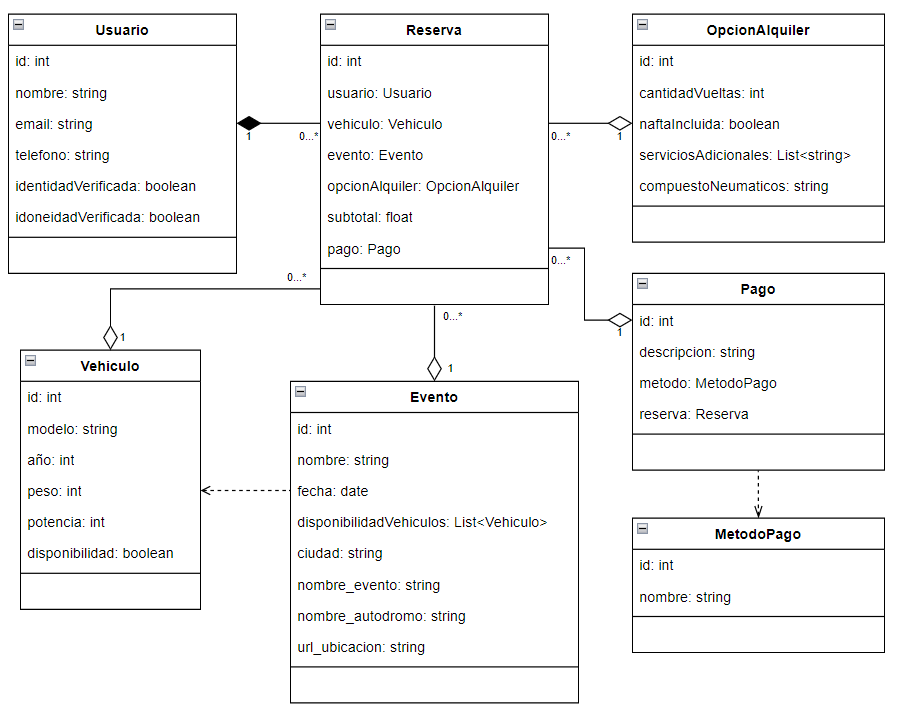 Usuario
id: int
nombre: string
email: string
telefono: string
identidadVerificada: boolean
idoneidadVerificada: boolean
1
0...*
Reserva
id: int
usuario: Usuario
vehiculo: Vehiculo
evento: Evento
opcionAlquiler: OpcionAlquiler
subtotal: float
pago: Pago
0...*
1
OpcionAlquiler
id: int
cantidadVueltas: int
naftaIncluida: boolean
serviciosAdicionales: List<string>
compuestoNeumaticos: string
0...*
1
Pago
id: int
descripcion: string
metodo: MetodoPago
reserva: Reserva
0...*
1
Vehiculo
id: int
modelo: string
año: int
peso: int
potencia: int
disponibilidad: boolean
0...*
1
Evento
id: int
nombre: string
fecha: date
disponibilidadVehiculos: List<Vehiculo>
ciudad: string
nombre_evento: string
nombre_autodromo: string
url_ubicacion: string
MetodoPago
id: int
nombre: string